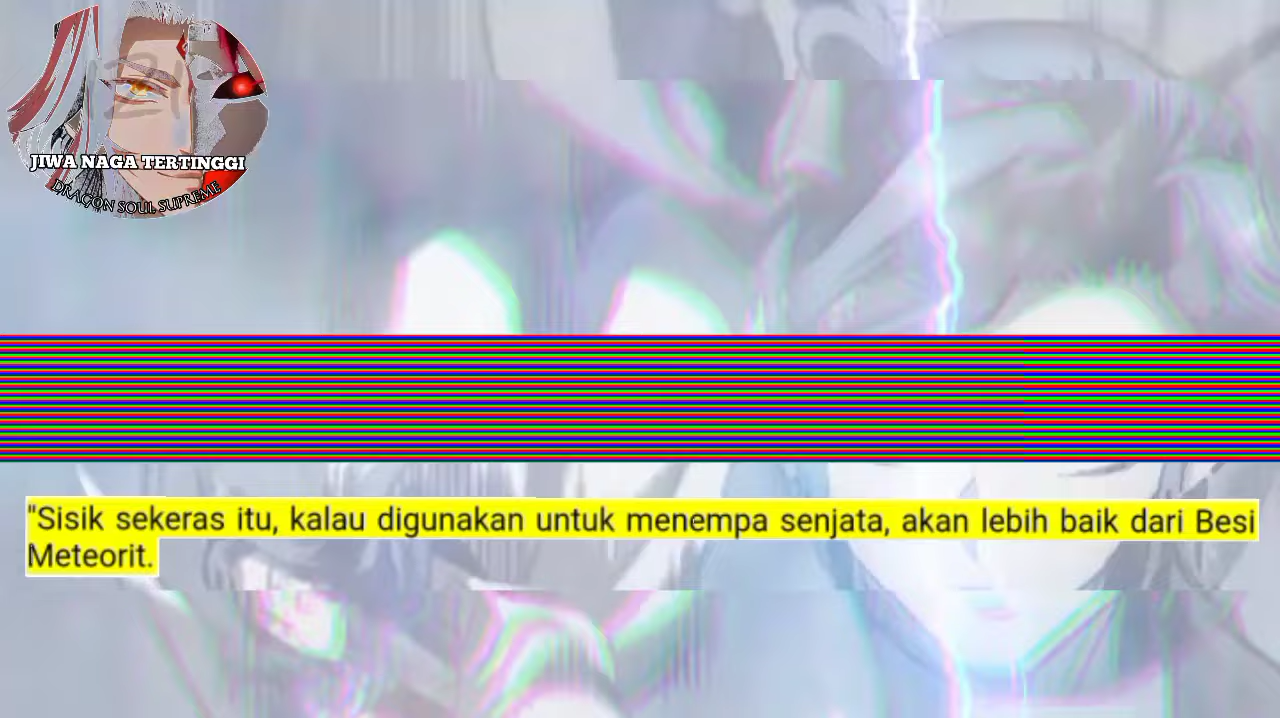 JIWA NAGA TERTINGGI
DRAGON SOUL SUPREME
"Sisik sekeras itu, kalau digunakan untuk menempa senjata, akan lebih baik dari Besi
Meteorit.